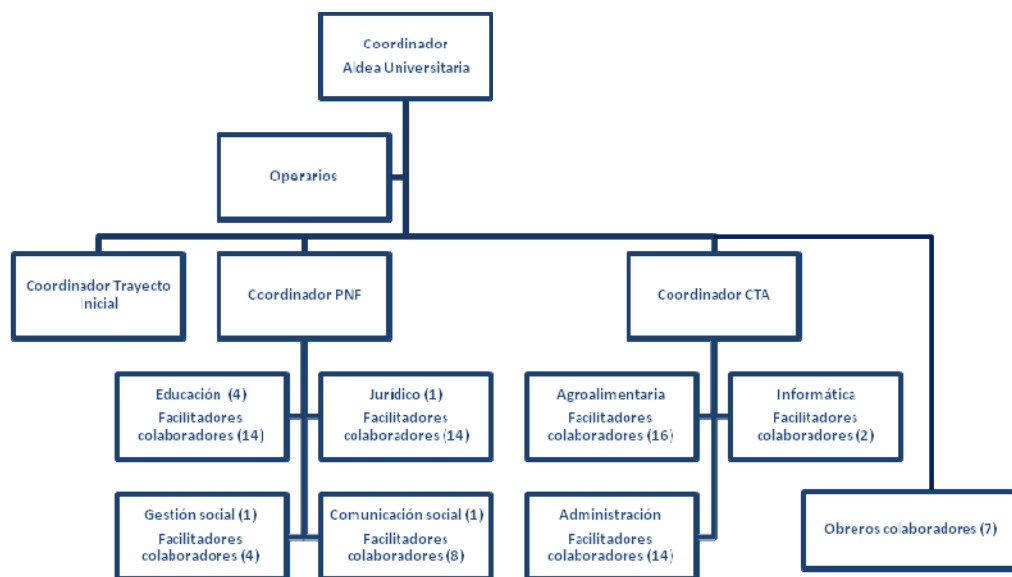 Coordinador
Aldea Universitaria
Operarios
Coordinador Trayecto
Inicial
Coordinador PNF
Coordinador CTA
Educación (4)
Facilitadores
colaboradores (14)
Jurídico (1)
Facilitadores
colaboradores (14)
Agroalimentaria
Facilitadores
colaboradores (16)
Informática
Facilitadores
colaboradores (2)
Gestión social (1)
Facilitadores
colaboradores (4)
Comunicación social (1)
Facilitadores
colaboradores (8)
Administración
Facilitadores
colaboradores (14)
Obreros colaboradores (7)